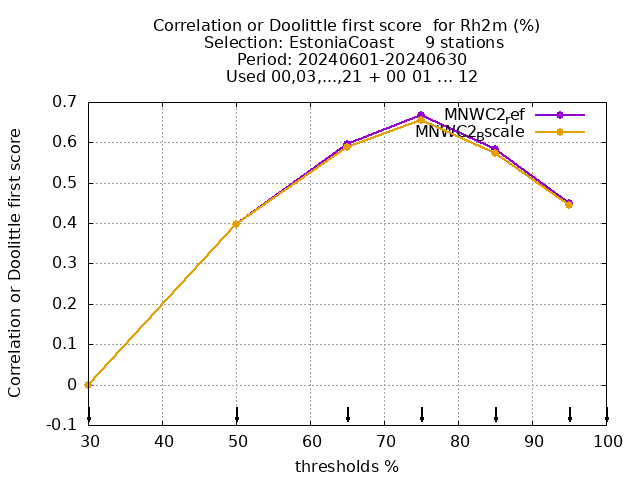 Correlation or Doolittle first score  for Rh2m (%)
Selection: EstoniaCoast      9 stations
Period: 20240601-20240630
Used 00,03,...,21 + 00 01 ... 12
Correlation or Doolittle first score
0.7
0.6
0.5
0.4
0.3
0.2
0.1
0
-0.1
MNWC2ref
MNWC2Bscale
30 40 50 60 70 80 90 100
thresholds %